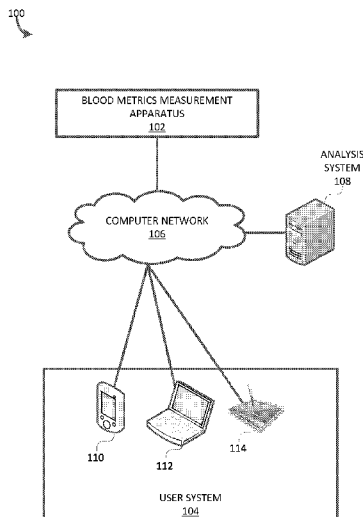 100
BLOOD METRICS MEASUREMENT
APPARATUS
102
ANALYSIS
SYSTEM
108
COMPUTER NETWORK
106
110
112
114
USER SYSTEM
104